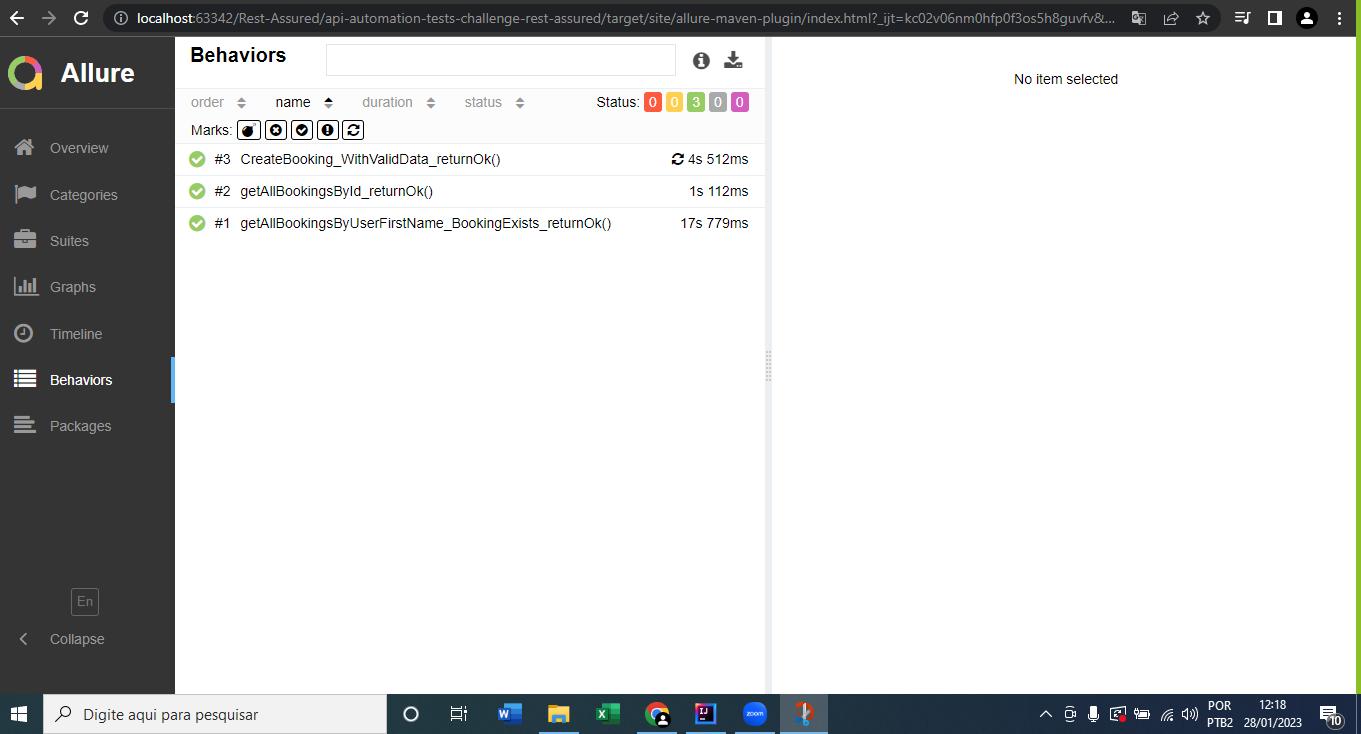 localhost:63342/Rest-Assured/api-automation-tests-challenge-rest-assured/target/site/allure-maven-plugin/index.html?_ijt=kc02v06nm0hfp0f3os5h8guvfv&...
Allure
Overview
Categories
Suites
Graphs
Timeline
Behaviors
Packages
En
Collapse
Behaviors
order name duration status Status: 0 0 3 0 0
Marks:
#3 CreateBooking_WithValidData_returnOk() 4s 512ms
#2 getAllBookingsById_returnOk() 1s 112ms
#1 getAllBookingsByUserFirstName_BookingExists_returnOk() 17s 779ms
No item selected
Digite aqui para pesquisar
W
X
IJ
zoom
POR
PTB2
12:18
28/01/2023
10